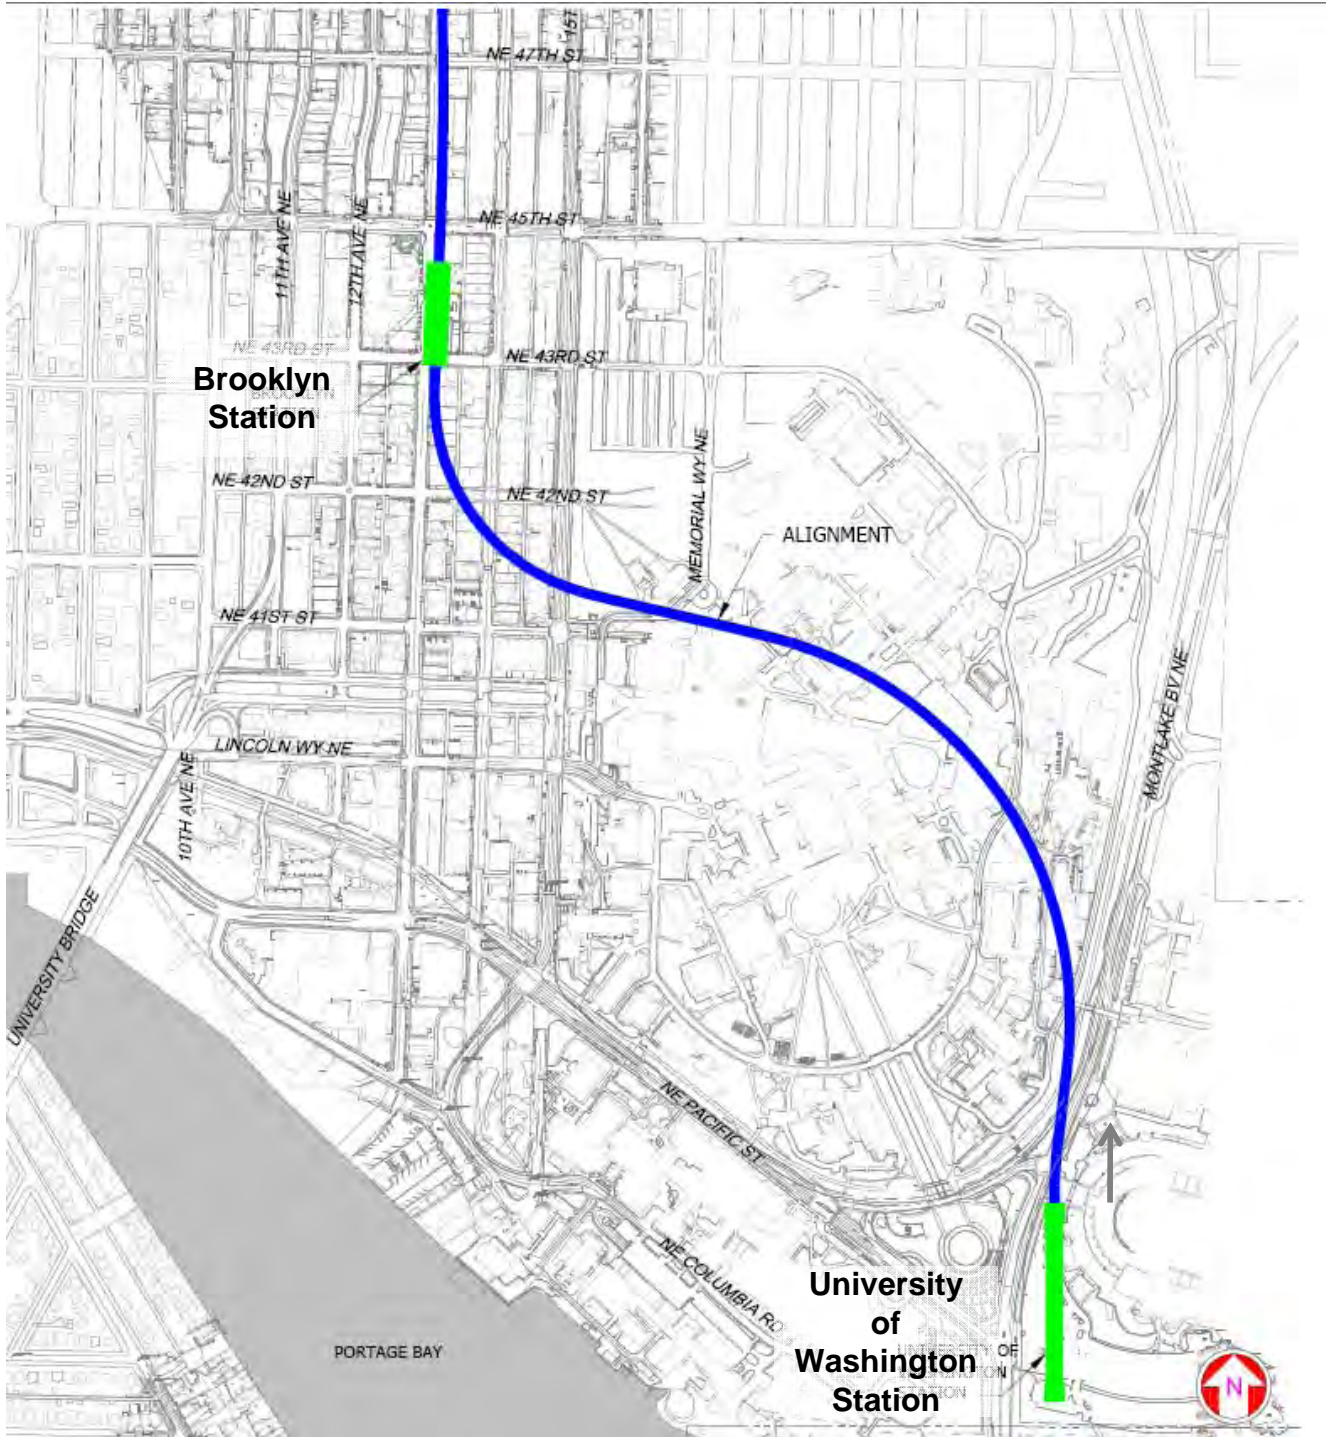 15T
NE 47TH ST
11TH AVE NE
12TH AVE NE
NE 45TH ST
NE 43RD ST
NE 43RD ST
Brooklyn
Station
NE 42ND ST
NE 42ND ST
MEMORIAL WY NE
ALIGNMENT
NE 41ST ST
MONTLAKE BV NE
LINCOLN WY NE
10TH AVE NE
UNIVERSITY BRIDGE
NE PACIFIC ST
NE COLUMBIA RD
University
of
Washington
Station
PORTAGE BAY
N